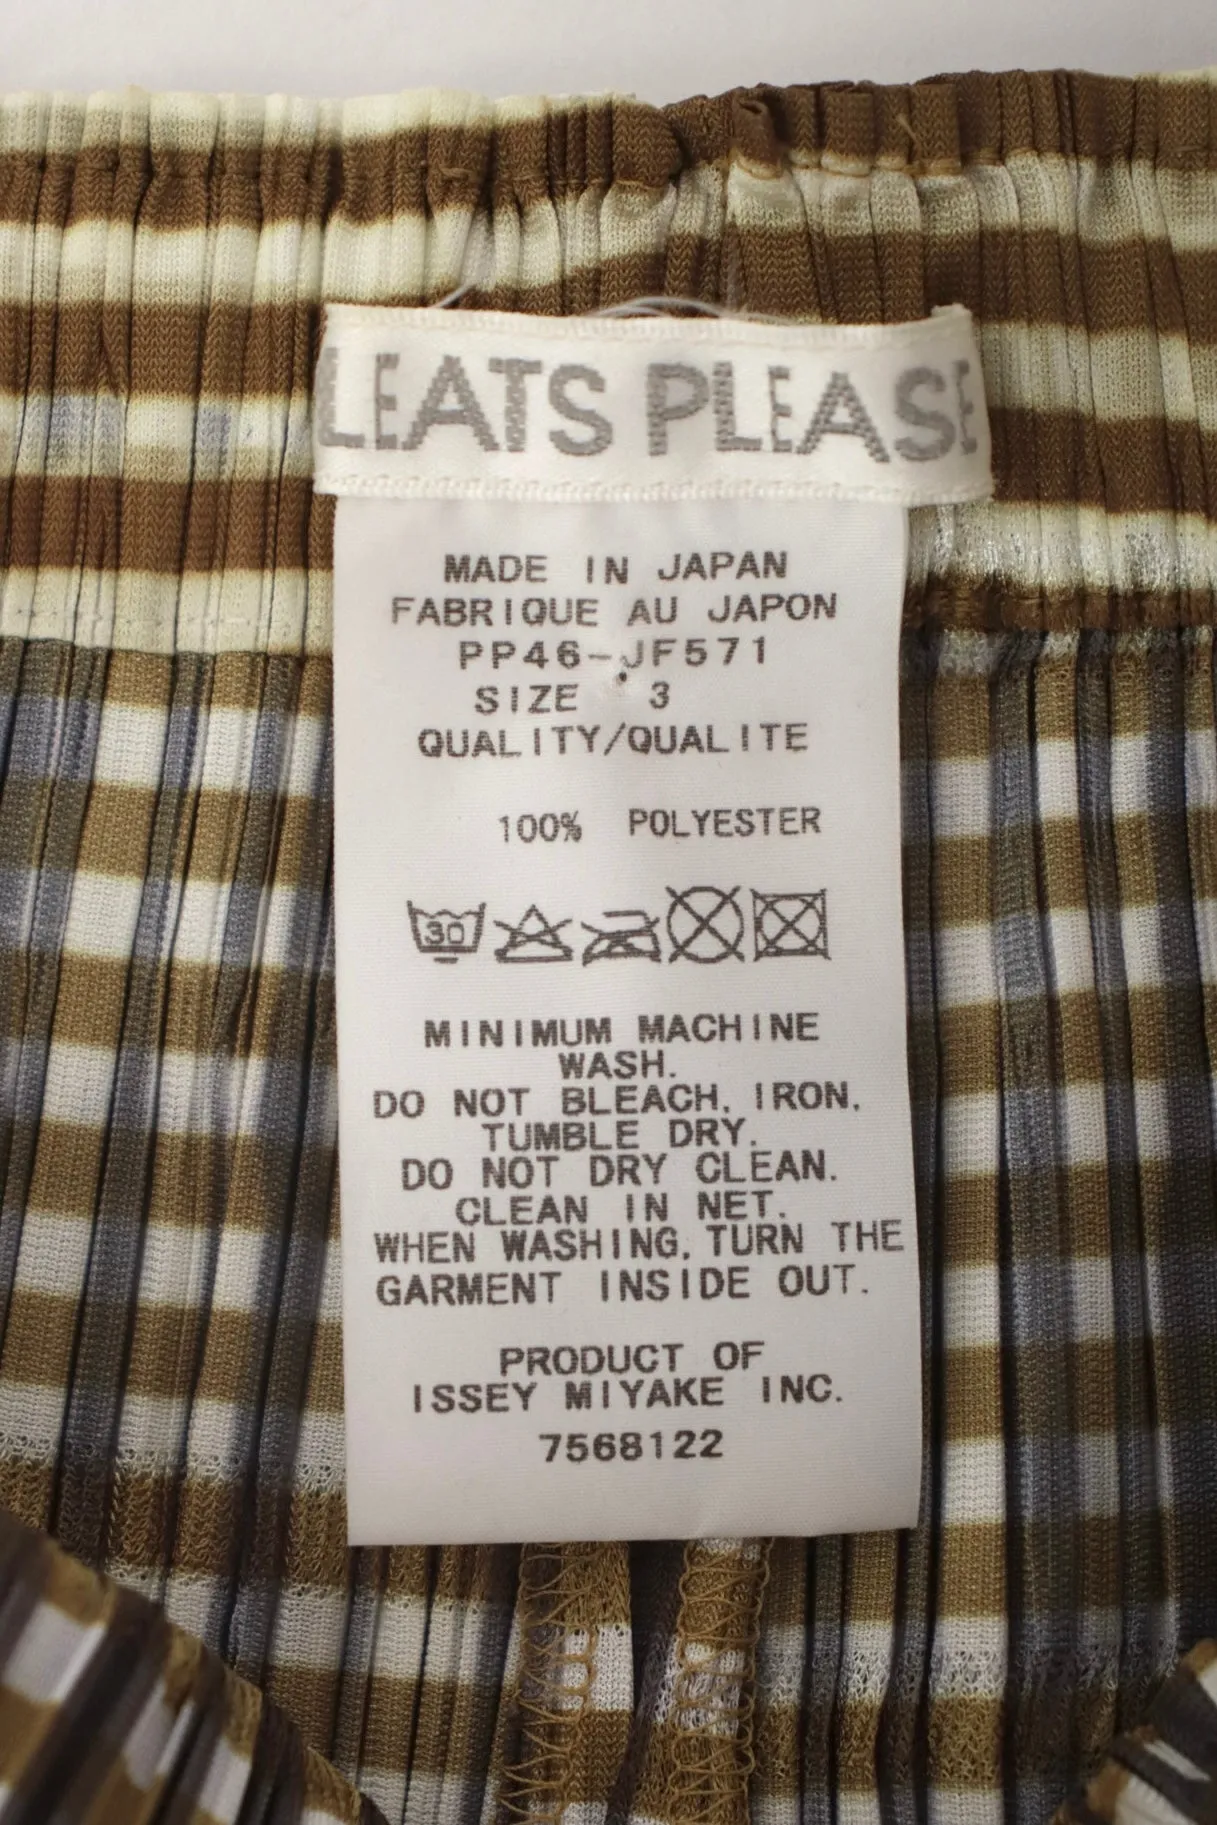 LEATS PLEASE
MADE IN JAPAN
FABRIQUE AU JAPON
PP46-JF571
SIZE 3
QUALITY/QUALITE
100% POLYESTER
30
MINIMUM MACHINE
WASH.
DO NOT BLEACH, IRON,
TUMBLE DRY.
DO NOT DRY CLEAN.
CLEAN IN NET.
WHEN WASHING, TURN THE
GARMENT INSIDE OUT.
PRODUCT OF
ISSEY MIYAKE INC.
7568122